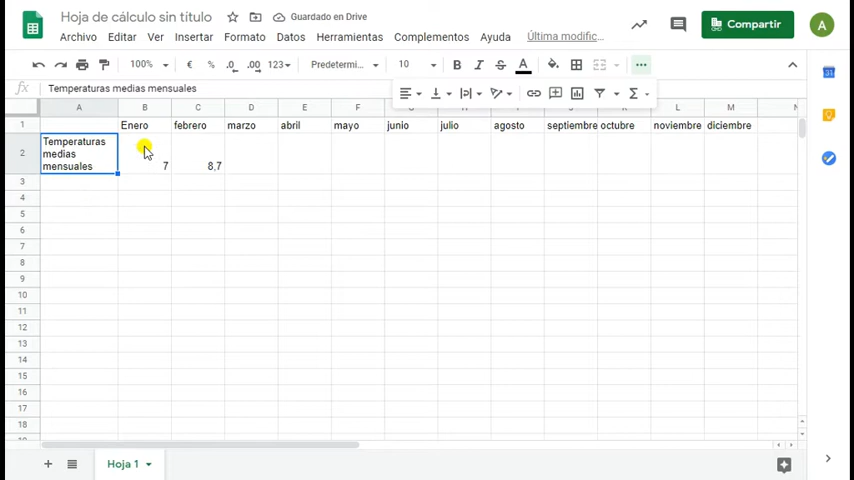 Hoja de cálculo sin título Guardado en Drive
Archivo Editar Ver Insertar Formato Datos Herramientas Complementos Ayuda Última modific...
Compartir A
100% € % .0 .00 123 Predetermi... 10 B I S A
fx Temperaturas medias mensuales
A B C D E F L M
1 Enero febrero marzo abril mayo junio julio agosto septiembre octubre noviembre diciembre
2 Temperaturas
medias
mensuales 7 8,7
3
4
5
6
7
8
9
10
11
12
13
14
15
16
17
18
Hoja 1